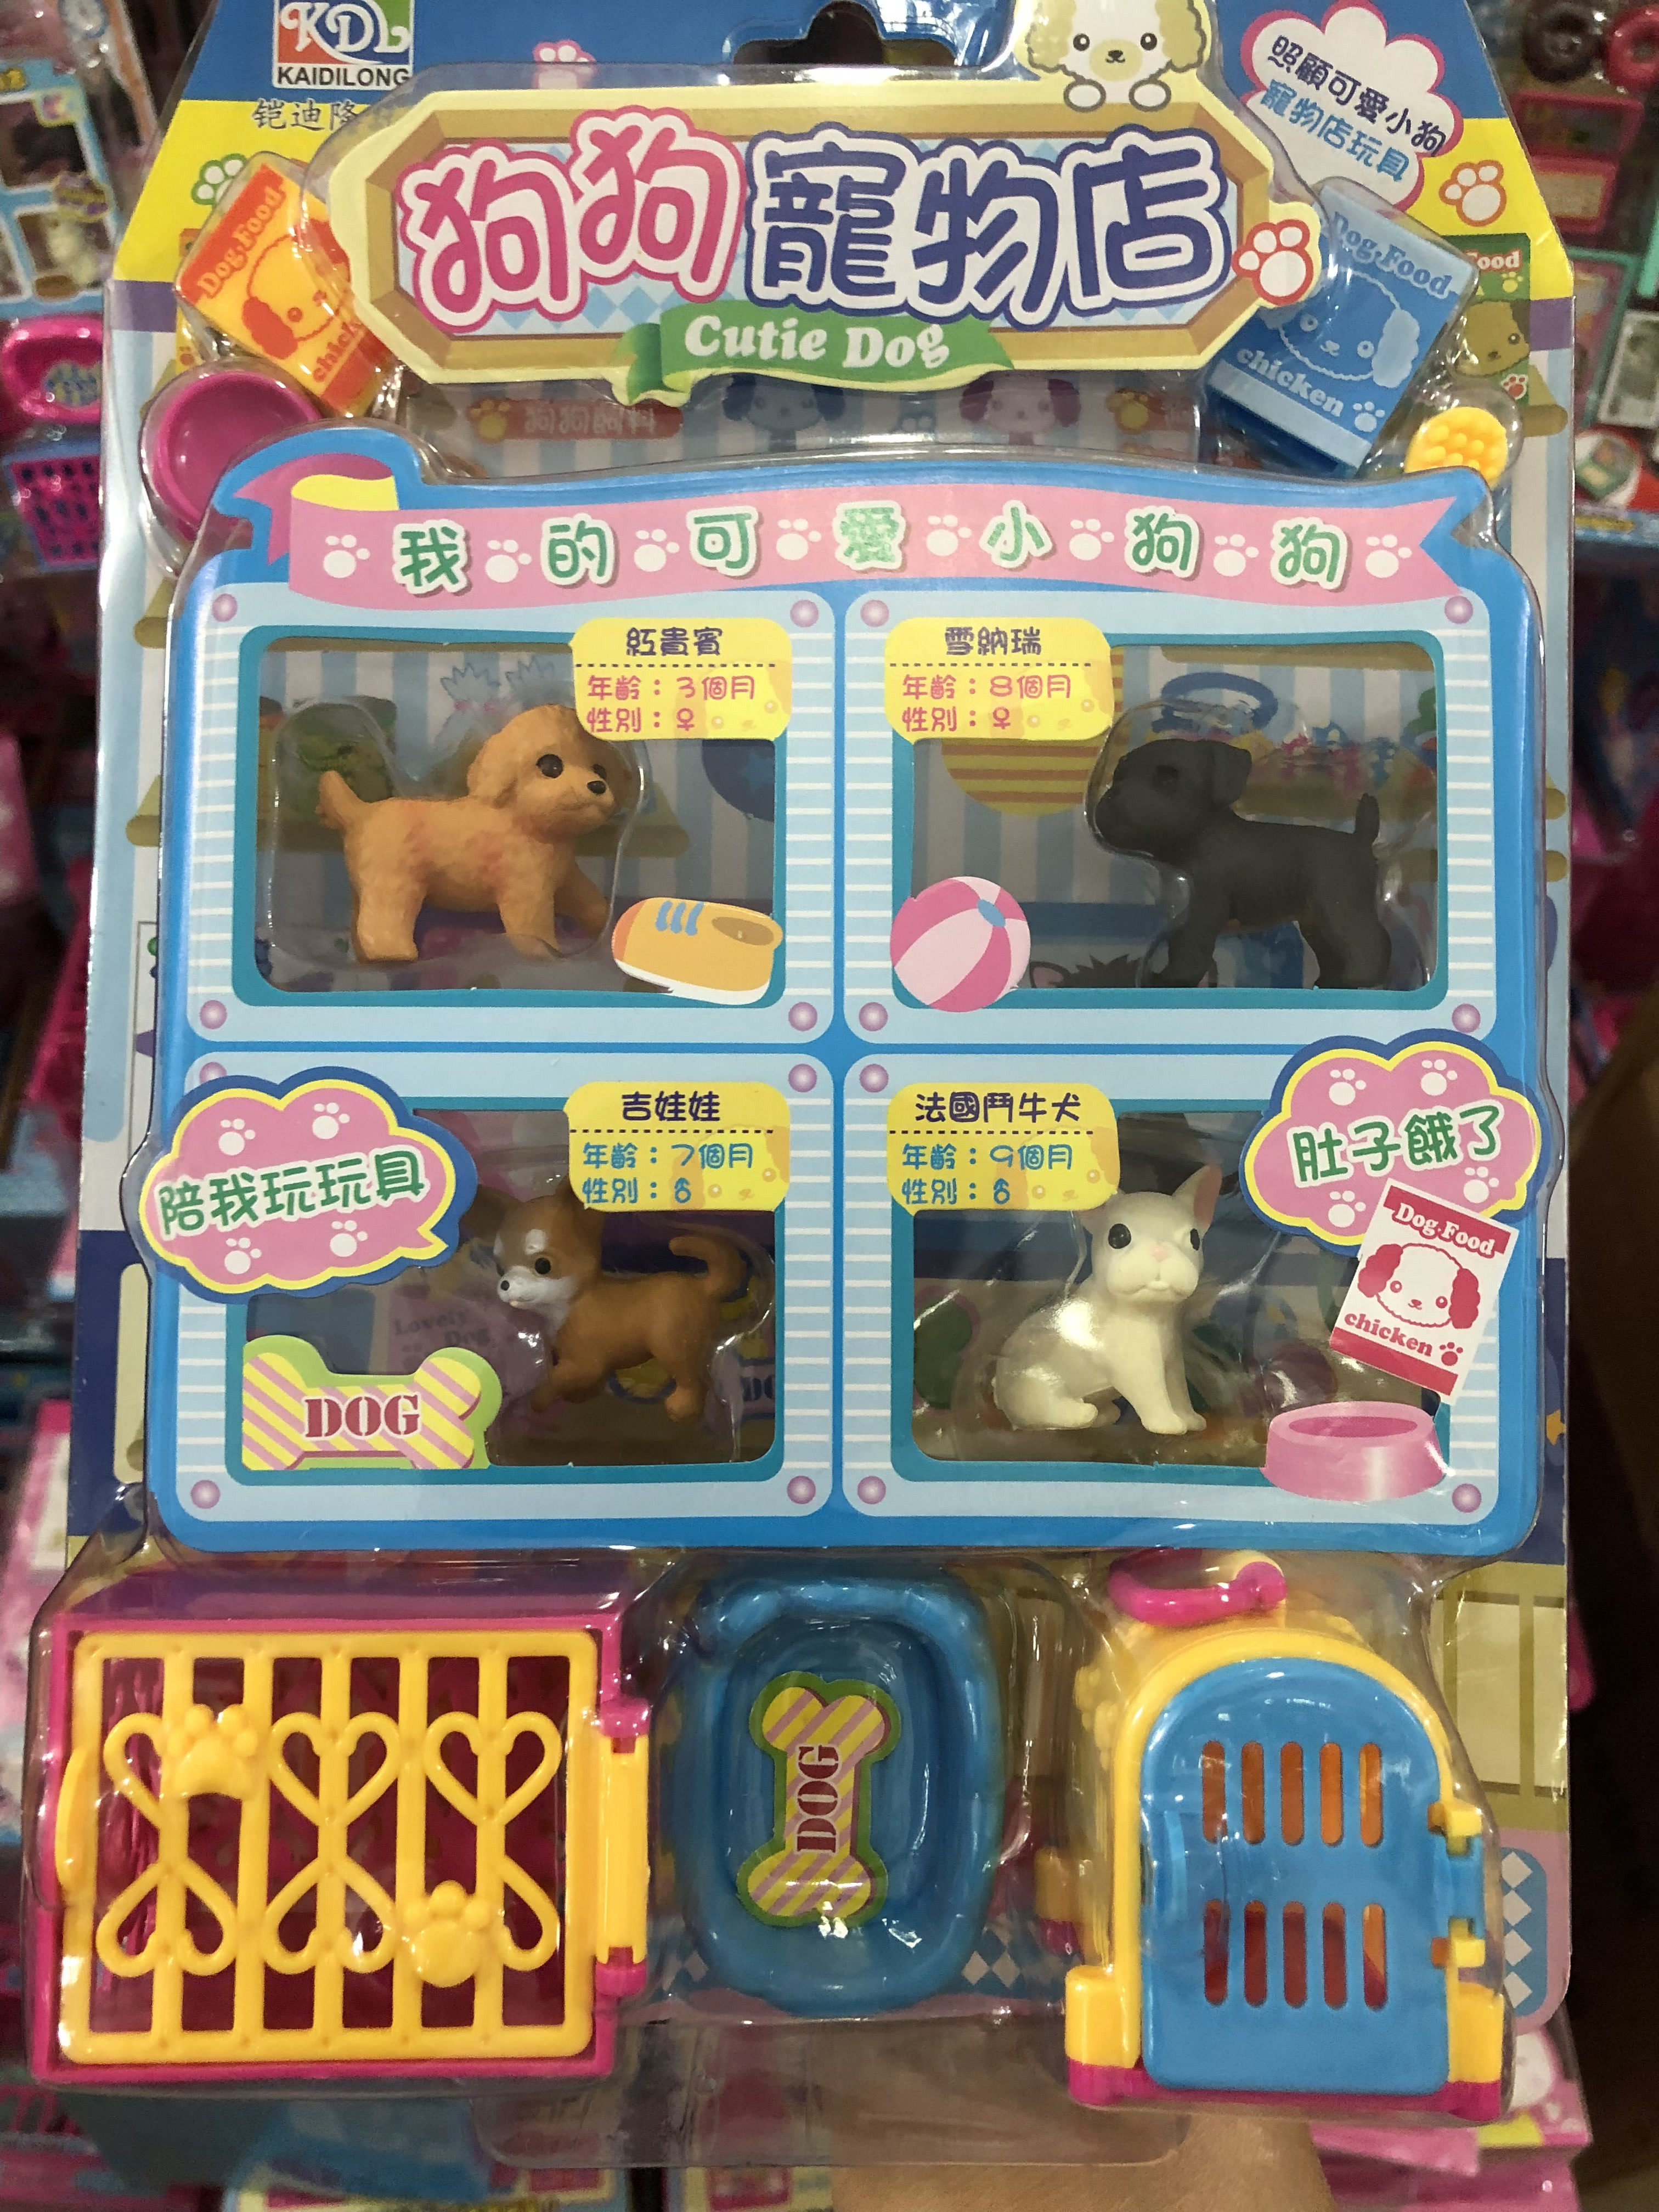 KDL
KAIDILONG
铠迪隆
照顧可愛小狗
寵物店玩具
狗狗寵物店
Cutie Dog
Dog Food
chick
Dog Food
chicken
Food
狗狗飼料
我的可愛小狗狗
紅貴賓
年齡：3個月
性別：♀
雪納瑞
年齡：8個月
性別：♀
吉娃娃
年齡：7個月
性別：♂
法國鬥牛犬
年齡：9個月
性別：♂
陪我玩玩具
肚子餓了
Dog Food
chicken
Lovely
Dog
DOG
DOG